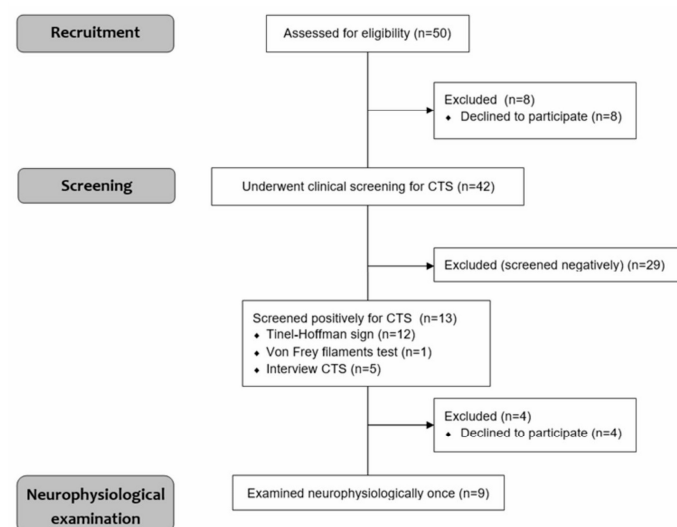 Recruitment
Assessed for eligibility (n=50)
Excluded (n=8)
⬧ Declined to participate (n=8)
Screening
Underwent clinical screening for CTS (n=42)
Excluded (screened negatively) (n=29)
Screened positively for CTS (n=13)
⬧ Tinel-Hoffman sign (n=12)
⬧ Von Frey filaments test (n=1)
⬧ Interview CTS (n=5)
Excluded (n=4)
⬧ Declined to participate (n=4)
Neurophysiological
examination
Examined neurophysiologically once (n=9)